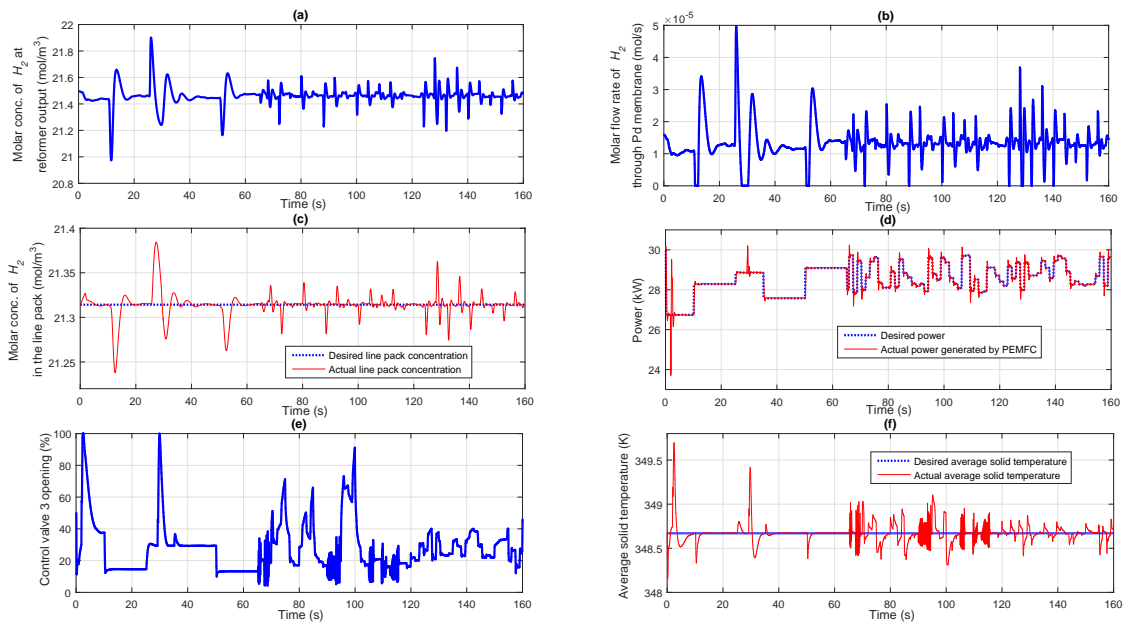 (a)
Molar conc. of H2 at
reformer output (mol/m3)
22
21.8
21.6
21.4
21.2
21
20.8
0 20 40 60 80 100 120 140 160
Time (s)
(b)
×10-5
Molar flow rate of H2
through Pd membrane (mol/s)
5
4
3
2
1
0
0 20 40 60 80 100 120 140 160
Time (s)
(c)
Molar conc. of H2
in the line pack (mol/m3)
21.4
21.35
21.3
21.25
Desired line pack concentration
Actual line pack concentration
0 20 40 60 80 100 120 140 160
Time (s)
(d)
Power (kW)
30
28
26
24
Desired power
Actual power generated by PEMFC
0 20 40 60 80 100 120 140 160
Time (s)
(e)
Control valve 3 opening (%)
100
80
60
40
20
0
0 20 40 60 80 100 120 140 160
Time (s)
(f)
Average solid temperature (K)
349.5
349
348.5
348
Desired average solid temperature
Actual average solid temperature
0 20 40 60 80 100 120 140 160
Time (s)